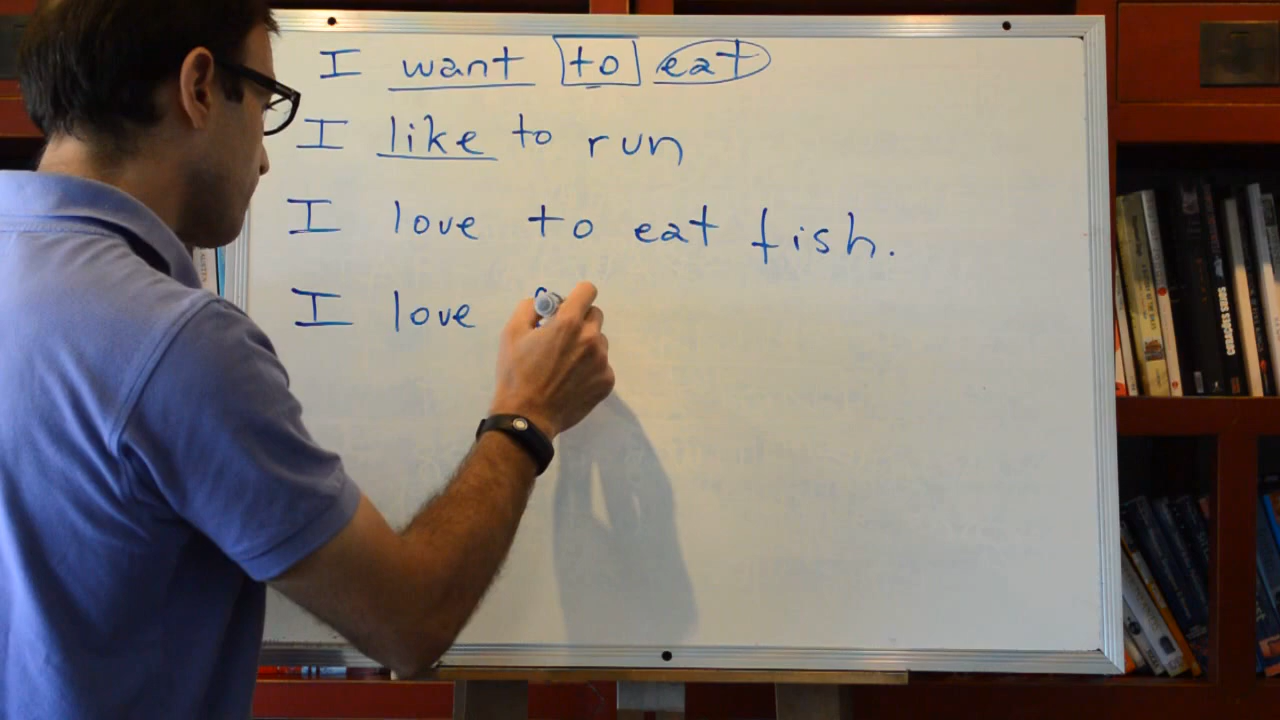 I want to eat
I like to run
I love to eat fish.
I love